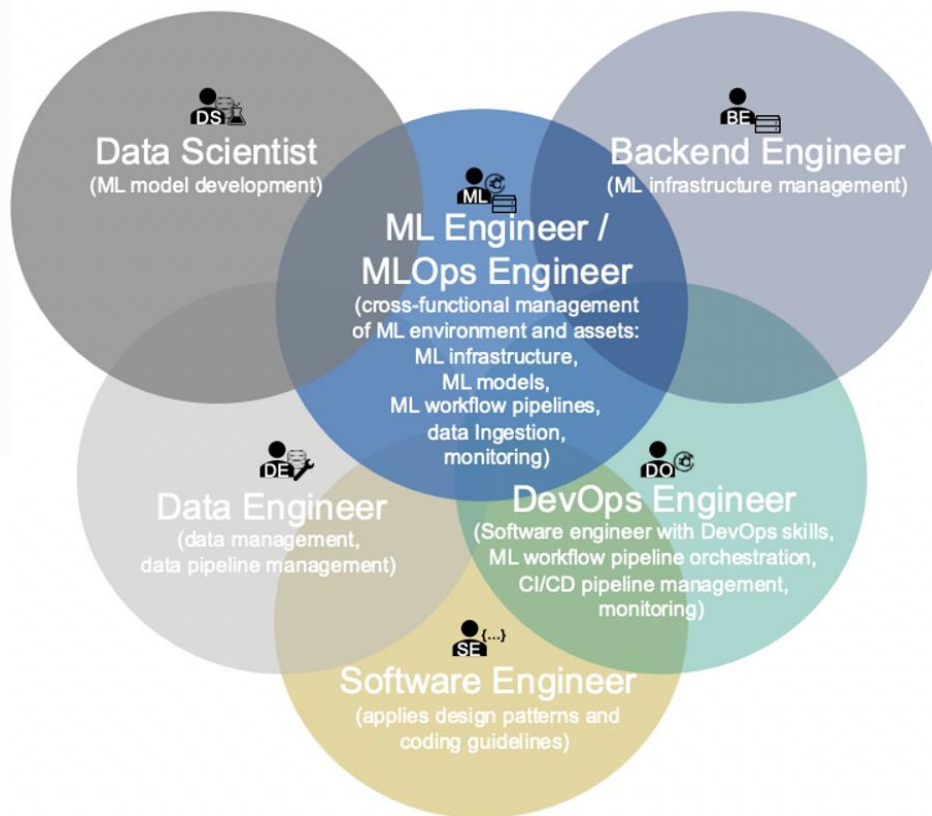 DS
Data Scientist
(ML model development)
BE
Backend Engineer
(ML infrastructure management)
ML
ML Engineer /
MLOps Engineer
(cross-functional management
of ML environment and assets:
ML infrastructure,
ML models,
ML workflow pipelines,
data Ingestion,
monitoring)
DE
Data Engineer
(data management,
data pipeline management)
DO
DevOps Engineer
(Software engineer with DevOps skills,
ML workflow pipeline orchestration,
CI/CD pipeline management,
monitoring)
SE {...}
Software Engineer
(applies design patterns and
coding guidelines)